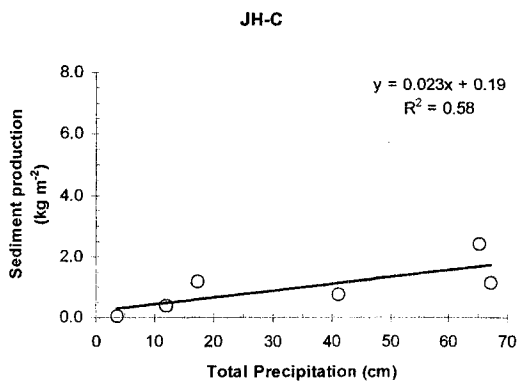 JH-C
y = 0.023x + 0.19
R² = 0.58
Sediment production
(kg m⁻²)
8.0
6.0
4.0
2.0
0.0
0 10 20 30 40 50 60 70
Total Precipitation (cm)